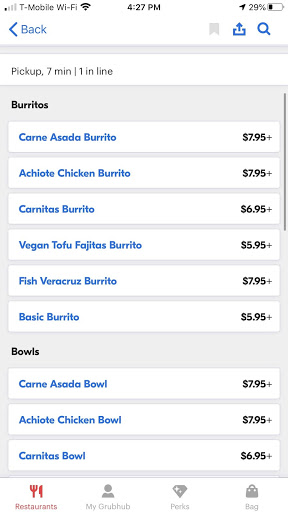 T-Mobile Wi-Fi 4:27 PM 29%
Back
Pickup, 7 min | 1 in line
Burritos
Carne Asada Burrito $7.95+
Achiote Chicken Burrito $7.95+
Carnitas Burrito $6.95+
Vegan Tofu Fajitas Burrito $5.95+
Fish Veracruz Burrito $7.95+
Basic Burrito $5.95+
Bowls
Carne Asada Bowl $7.95+
Achiote Chicken Bowl $7.95+
Carnitas Bowl $6.95+
Restaurants My Grubhub Perks Bag